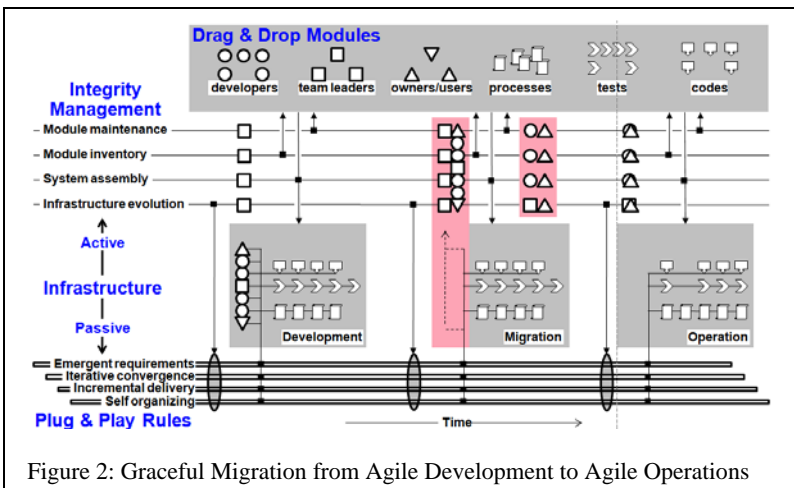 Drag & Drop Modules
developers team leaders owners/users processes tests codes
Integrity
Management
Module maintenance
Module inventory
System assembly
Infrastructure evolution
Active
Infrastructure
Passive
Development Migration Operation
Emergent requirements
Iterative convergence
Incremental delivery
Self organizing
Plug & Play Rules
Time
Figure 2: Graceful Migration from Agile Development to Agile Operations